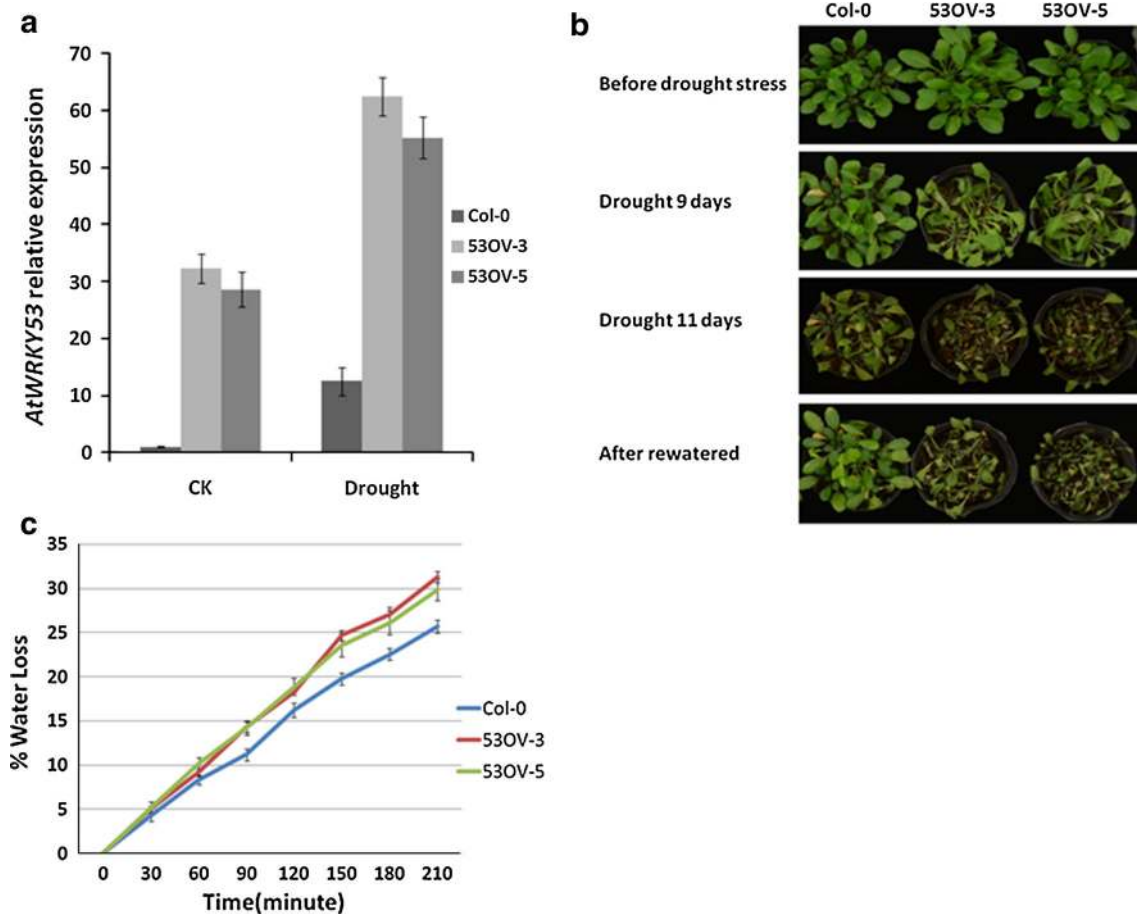 a
70
60
50
40
30
20
10
0
AtWRKY53 relative expression
CK Drought
Col-0
53OV-3
53OV-5
b
Col-0 53OV-3 53OV-5
Before drought stress
Drought 9 days
Drought 11 days
After rewatered
c
35
30
25
20
15
10
5
0
% Water Loss
0 30 60 90 120 150 180 210
Time(minute)
Col-0
53OV-3
53OV-5